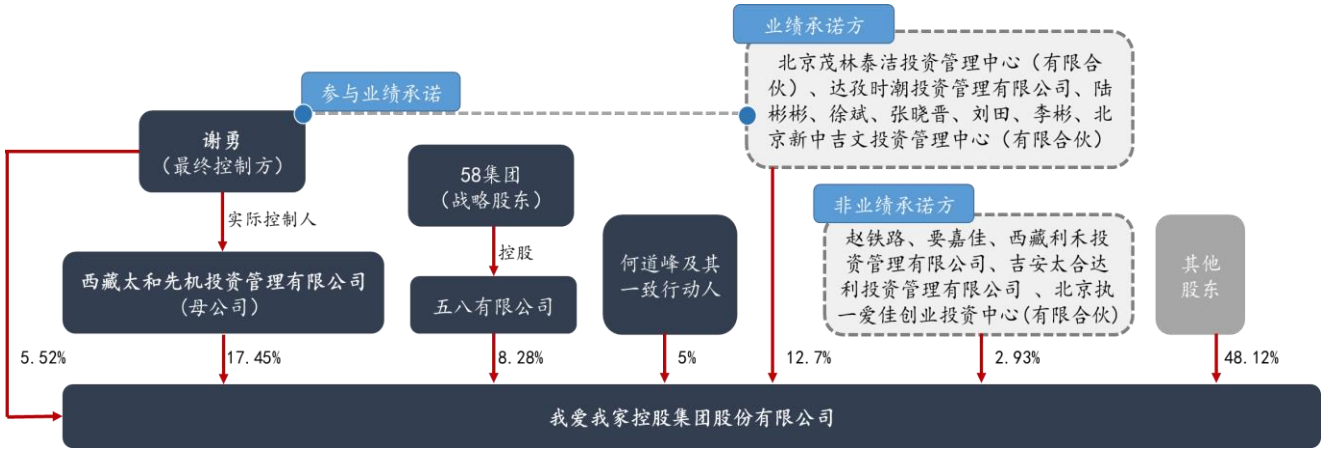 业绩承诺方
北京茂林泰洁投资管理中心（有限合
伙）、达孜时潮投资管理有限公司、陆
彬彬、徐斌、张晓晋、刘田、李彬、北
京新中吉文投资管理中心（有限合伙）
参与业绩承诺
谢勇
（最终控制方）
58集团
（战略股东）
实际控制人
控股
非业绩承诺方
赵铁路、要嘉佳、西藏利禾投
资管理有限公司、吉安太合达
利投资管理有限公司 、北京执
一爱佳创业投资中心(有限合伙)
西藏太和先机投资管理有限公司
(母公司)
五八有限公司
何道峰及其
一致行动人
其他
股东
5.52%
17.45%
8.28%
5%
12.7%
2.93%
48.12%
我爱我家控股集团股份有限公司